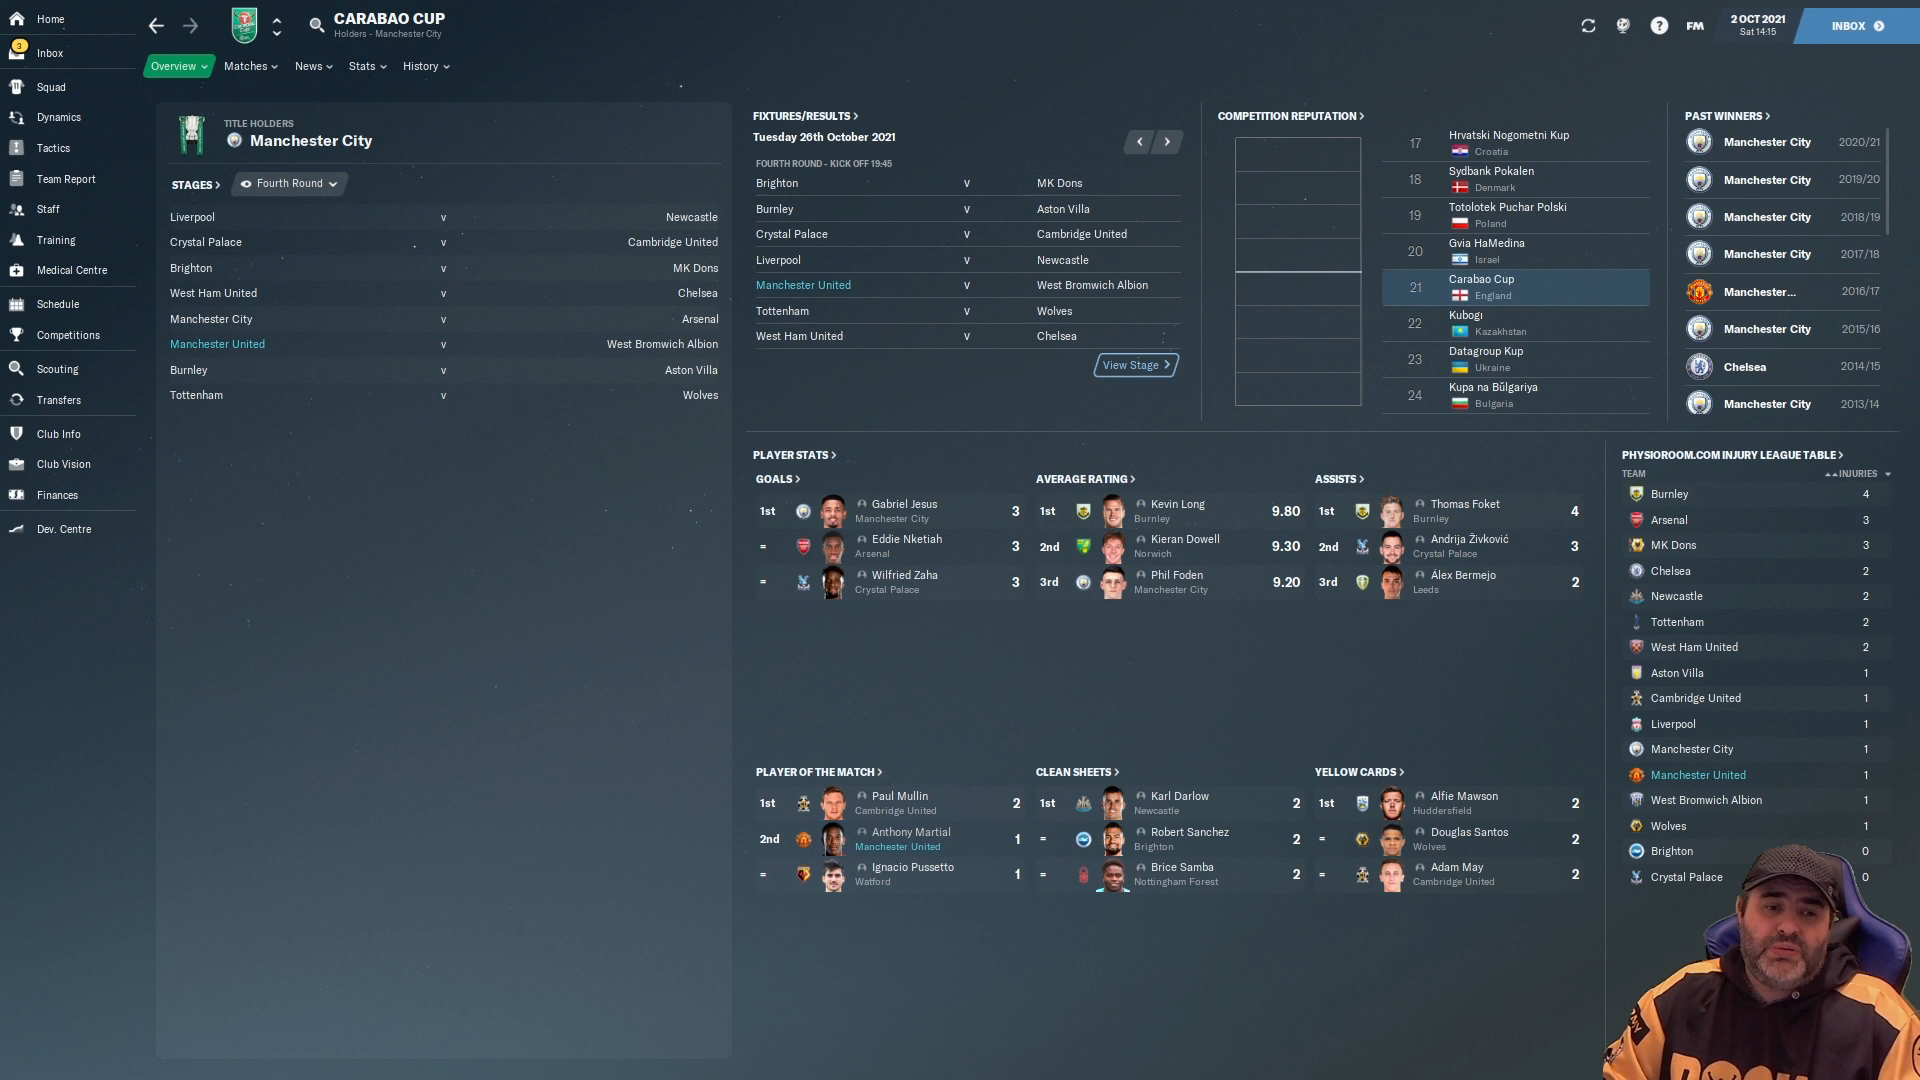 Home
3
Inbox
Squad
Dynamics
Tactics
Team Report
Staff
Training
Medical Centre
Schedule
Competitions
Scouting
Transfers
Club Info
Club Vision
Finances
Dev. Centre
CARABAO CUP
Holders - Manchester City
FM
2 OCT 2021
Sat 14:15
INBOX
Overview
Matches
News
Stats
History
TITLE HOLDERS
Manchester City
STAGES
Fourth Round
Liverpool v Newcastle
Crystal Palace v Cambridge United
Brighton v MK Dons
West Ham United v Chelsea
Manchester City v Arsenal
Manchester United v West Bromwich Albion
Burnley v Aston Villa
Tottenham v Wolves
FIXTURES/RESULTS
Tuesday 26th October 2021
FOURTH ROUND - KICK OFF 19:45
Brighton v MK Dons
Burnley v Aston Villa
Crystal Palace v Cambridge United
Liverpool v Newcastle
Manchester United v West Bromwich Albion
Tottenham v Wolves
West Ham United v Chelsea
View Stage
COMPETITION REPUTATION
17 Hrvatski Nogometni Kup
Croatia
18 Sydbank Pokalen
Denmark
19 Totolotek Puchar Polski
Poland
20 Gvia HaMedina
Israel
21 Carabao Cup
England
22 Kubogı
Kazakhstan
23 Datagroup Kup
Ukraine
24 Kupa na Bŭlgariya
Bulgaria
PAST WINNERS
Manchester City 2020/21
Manchester City 2019/20
Manchester City 2018/19
Manchester City 2017/18
Manchester... 2016/17
Manchester City 2015/16
Chelsea 2014/15
Manchester City 2013/14
PLAYER STATS
GOALS
1st Gabriel Jesus 3
Manchester City
= Eddie Nketiah 3
Arsenal
= Wilfried Zaha 3
Crystal Palace
AVERAGE RATING
1st Kevin Long 9.80
Burnley
2nd Kieran Dowell 9.30
Norwich
3rd Phil Foden 9.20
Manchester City
ASSISTS
1st Thomas Foket 4
Burnley
2nd Andrija Živković 3
Crystal Palace
3rd Álex Bermejo 2
Leeds
PLAYER OF THE MATCH
1st Paul Mullin 2
Cambridge United
2nd Anthony Martial 1
Manchester United
= Ignacio Pussetto 1
Watford
CLEAN SHEETS
1st Karl Darlow 2
Newcastle
= Robert Sanchez 2
Brighton
= Brice Samba 2
Nottingham Forest
YELLOW CARDS
1st Alfie Mawson 2
Huddersfield
= Douglas Santos 2
Wolves
= Adam May 2
Cambridge United
PHYSIOROOM.COM INJURY LEAGUE TABLE
TEAM INJURIES
Burnley 4
Arsenal 3
MK Dons 3
Chelsea 2
Newcastle 2
Tottenham 2
West Ham United 2
Aston Villa 1
Cambridge United 1
Liverpool 1
Manchester City 1
Manchester United 1
West Bromwich Albion 1
Wolves 1
Brighton 0
Crystal Palace 0